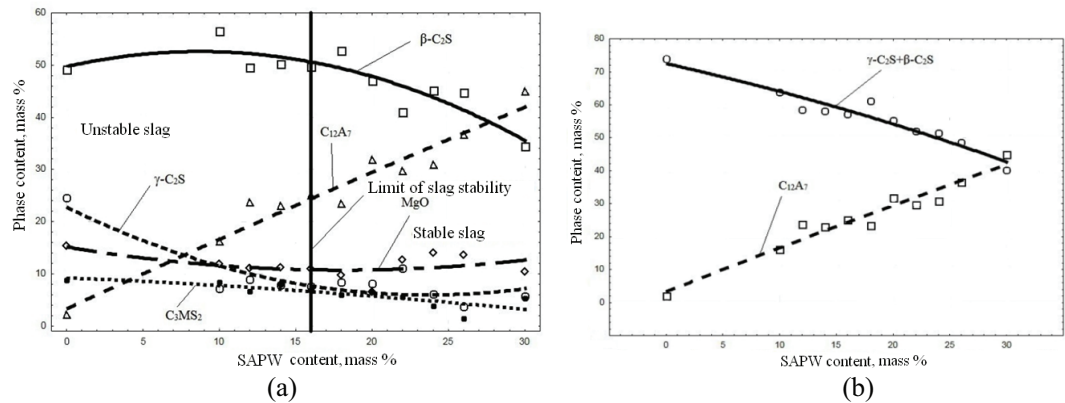 60
50
40
30
20
10
0
Phase content, mass %
β-C₂S
Unstable slag
C₁₂A₇
γ-C₂S
Limit of slag stability
MgO
Stable slag
C₃MS₂
0 5 10 15 20 25 30
SAPW content, mass %
(a)
80
70
60
50
40
30
20
10
0
Phase content, mass %
γ-C₂S+β-C₂S
C₁₂A₇
0 5 10 15 20 25 30 35
SAPW content, mass %
(b)